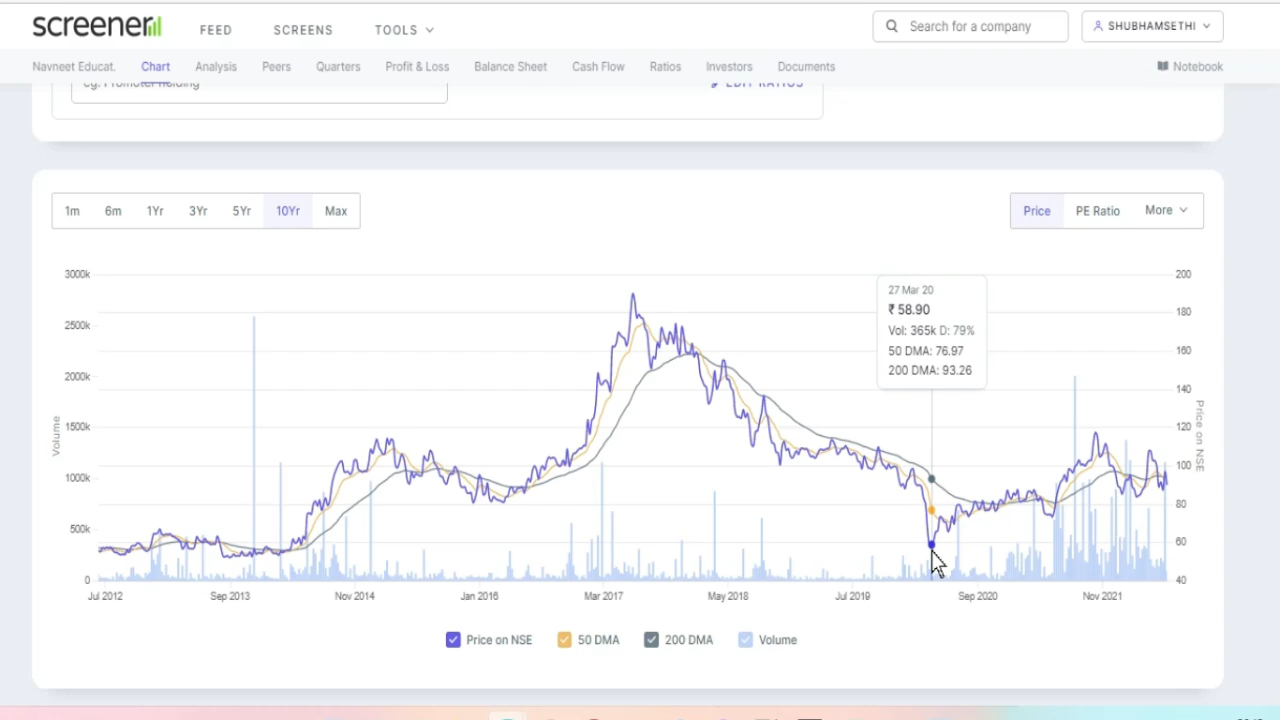 screener FEED SCREENS TOOLS Search for a company SHUBHAMSETHI
Navneet Educat. Chart Analysis Peers Quarters Profit & Loss Balance Sheet Cash Flow Ratios Investors Documents Notebook
eg. Promoter holding EDIT RATIOS
1m 6m 1Yr 3Yr 5Yr 10Yr Max Price PE Ratio More
3000k
2500k
2000k
1500k
1000k
500k
0
Volume
27 Mar 20
₹ 58.90
Vol: 365k D: 79%
50 DMA: 76.97
200 DMA: 93.26
200
180
160
140
120
100
80
60
40
Price on NSE
Jul 2012 Sep 2013 Nov 2014 Jan 2016 Mar 2017 May 2018 Jul 2019 Sep 2020 Nov 2021
Price on NSE 50 DMA 200 DMA Volume